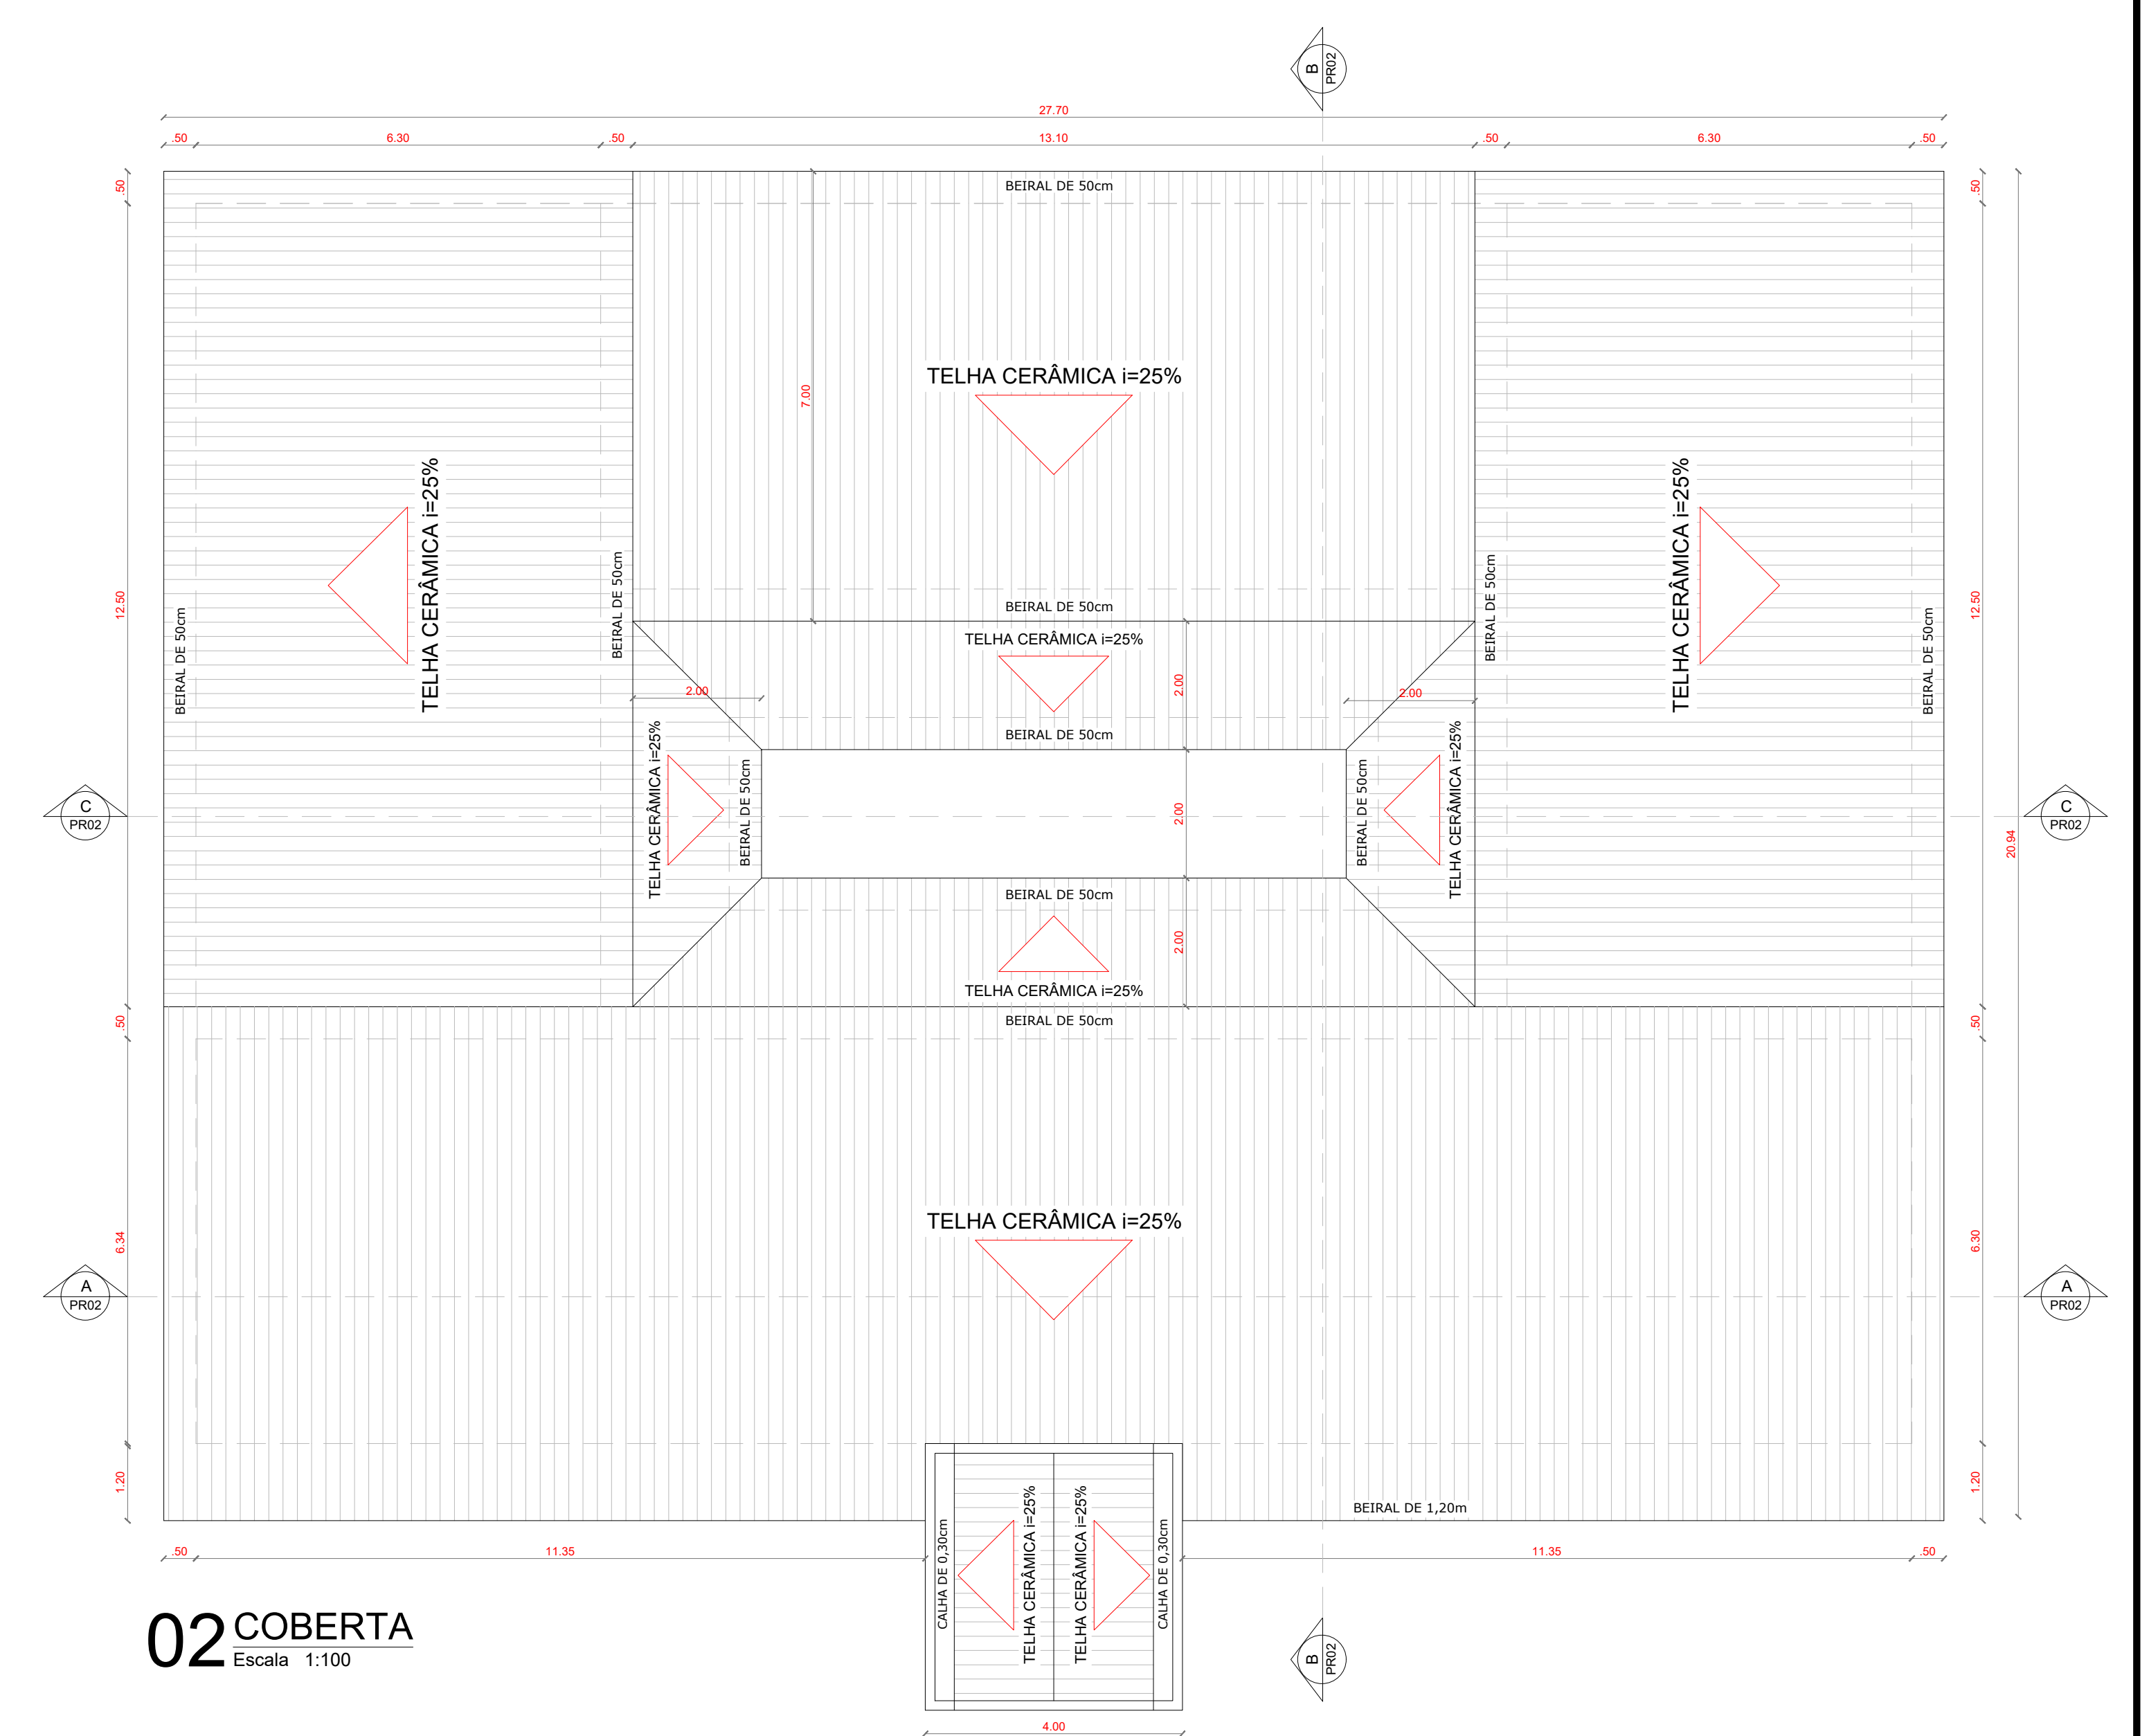 B
PR02
27.70
.50
6.30
.50
13.10
.50
6.30
.50
.50
BEIRAL DE 50cm
.50
TELHA CERÂMICA i=25%
7.00
TELHA CERÂMICA i=25%
TELHA CERÂMICA i=25%
12.50
BEIRAL DE 50cm
BEIRAL DE 50cm
BEIRAL DE 50cm
BEIRAL DE 50cm
BEIRAL DE 50cm
12.50
TELHA CERÂMICA i=25%
2.00
2.00
2.00
BEIRAL DE 50cm
TELHA CERÂMICA i=25%
BEIRAL DE 50cm
BEIRAL DE 50cm
TELHA CERÂMICA i=25%
C
PR02
2.00
C
PR02
20.94
BEIRAL DE 50cm
2.00
TELHA CERÂMICA i=25%
.50
BEIRAL DE 50cm
.50
TELHA CERÂMICA i=25%
6.34
6.30
A
PR02
A
PR02
1.20
CALHA DE 0,30cm
TELHA CERÂMICA i=25%
TELHA CERÂMICA i=25%
CALHA DE 0,30cm
BEIRAL DE 1,20m
1.20
.50
11.35
11.35
.50
02 COBERTA
Escala 1:100
B
PR02
4.00